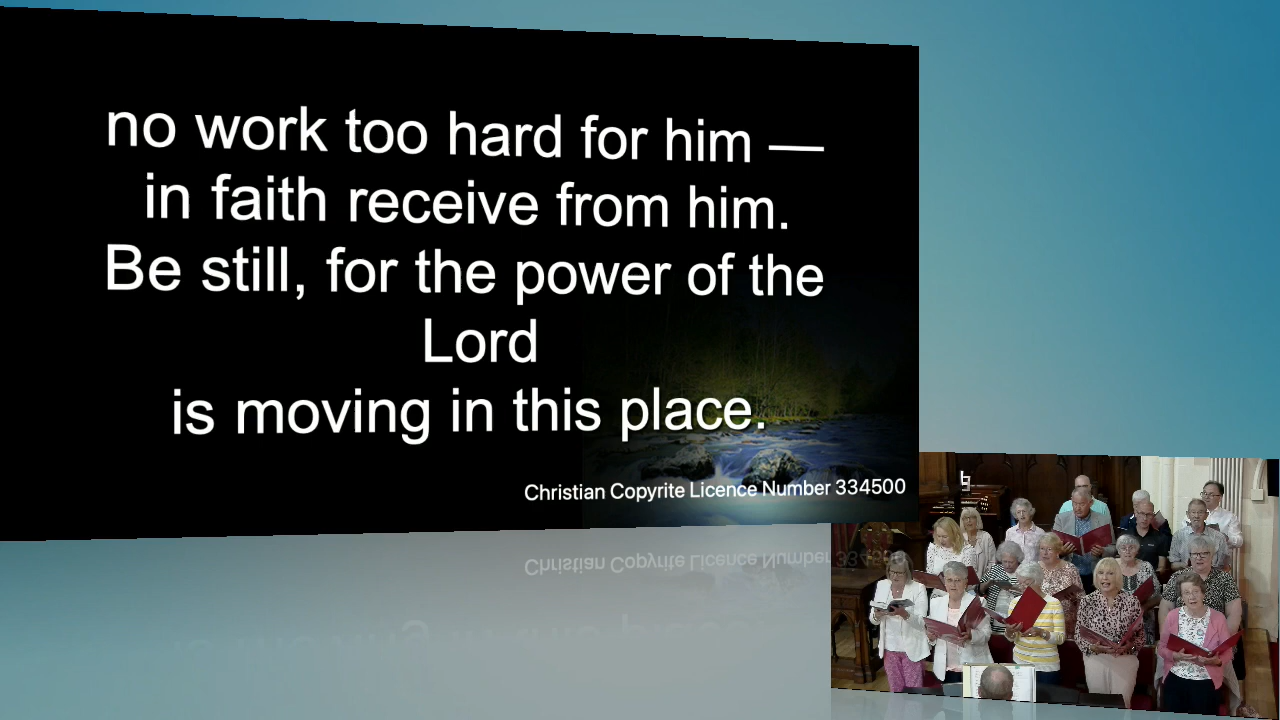 no work too hard for him —
in faith receive from him.
Be still, for the power of the
Lord
is moving in this place.
Christian Copyrite Licence Number 334500